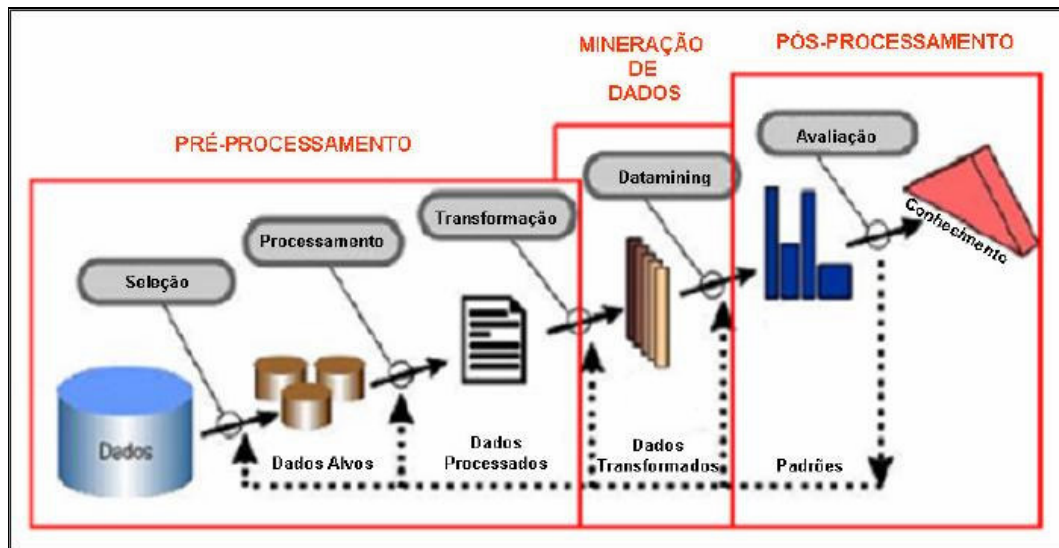 MINERAÇÃO
DE
DADOS
PÓS-PROCESSAMENTO
PRÉ-PROCESSAMENTO
Avaliação
Datamining
Transformação
Processamento
Seleção
Conhecimento
Dados
Dados Alvos
Dados
Processados
Dados
Transformados
Padrões